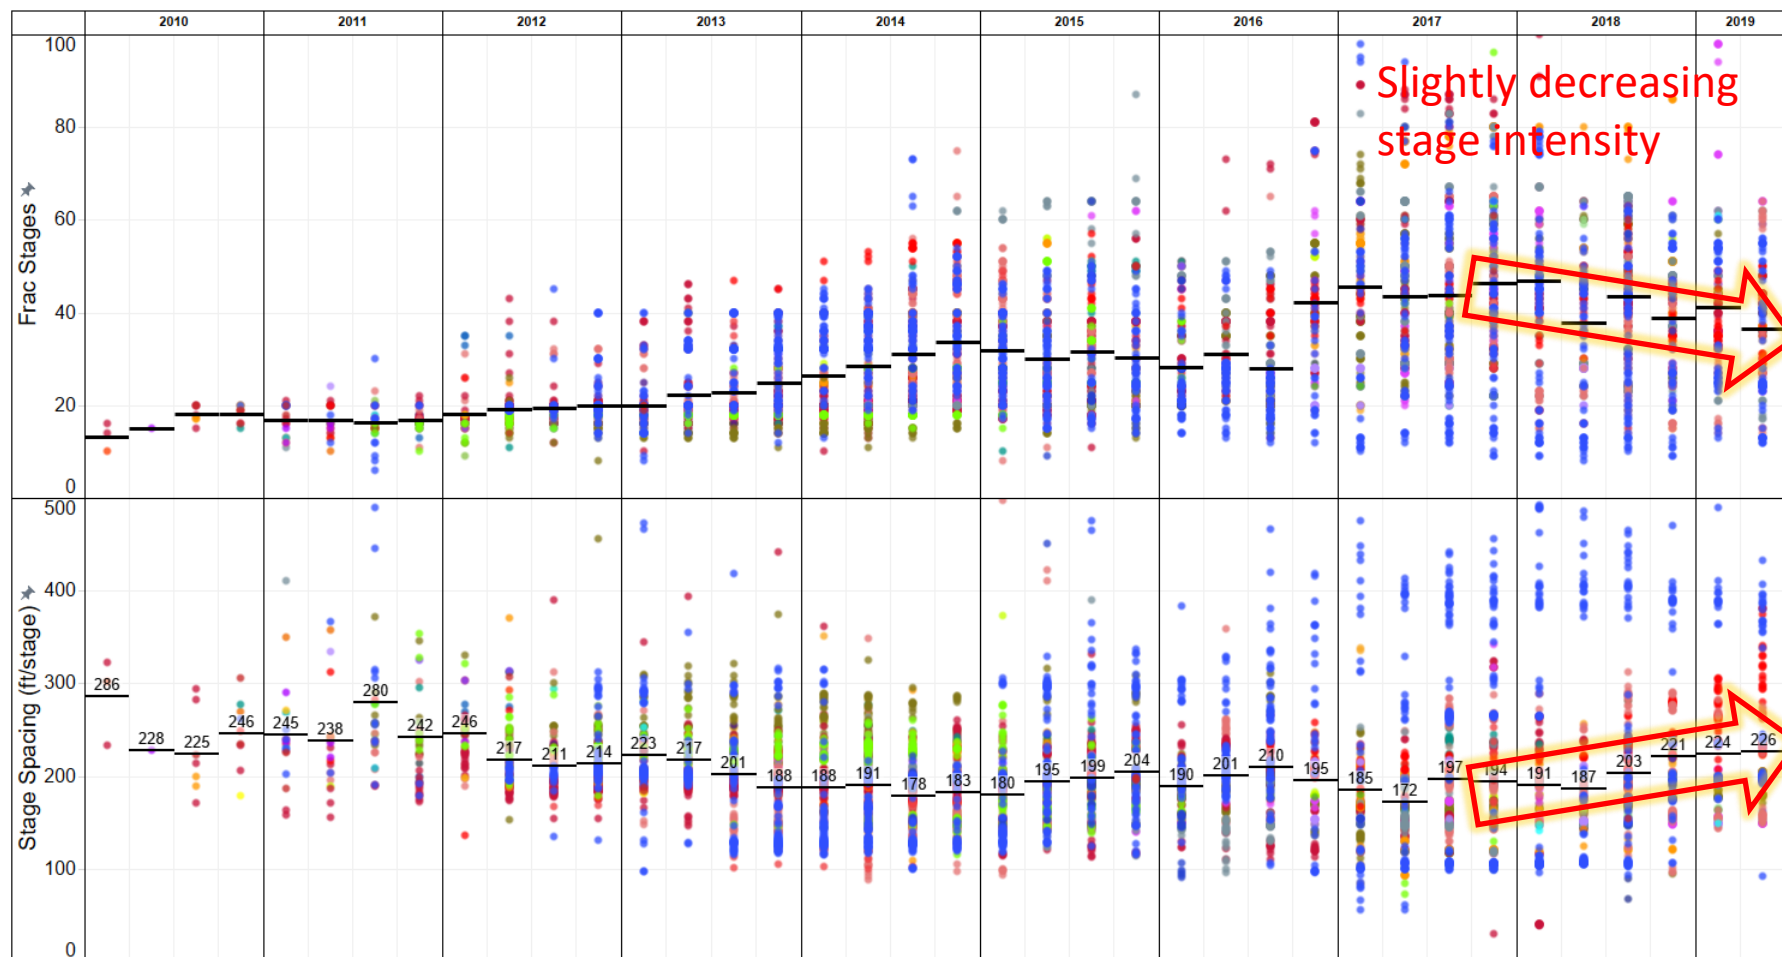 2010 2011 2012 2013 2014 2015 2016 2017 2018 2019
Slightly decreasing
stage intensity
Frac Stages
100
80
60
40
20
0
Stage Spacing (ft/stage)
500
400
300
200
100
0
286 228 225 246 245 238 280 242 246 217 211 214 223 217 201 188 188 191 178 183 180 195 199 204 190 201 210 195 185 172 197 194 191 187 203 221 224 226